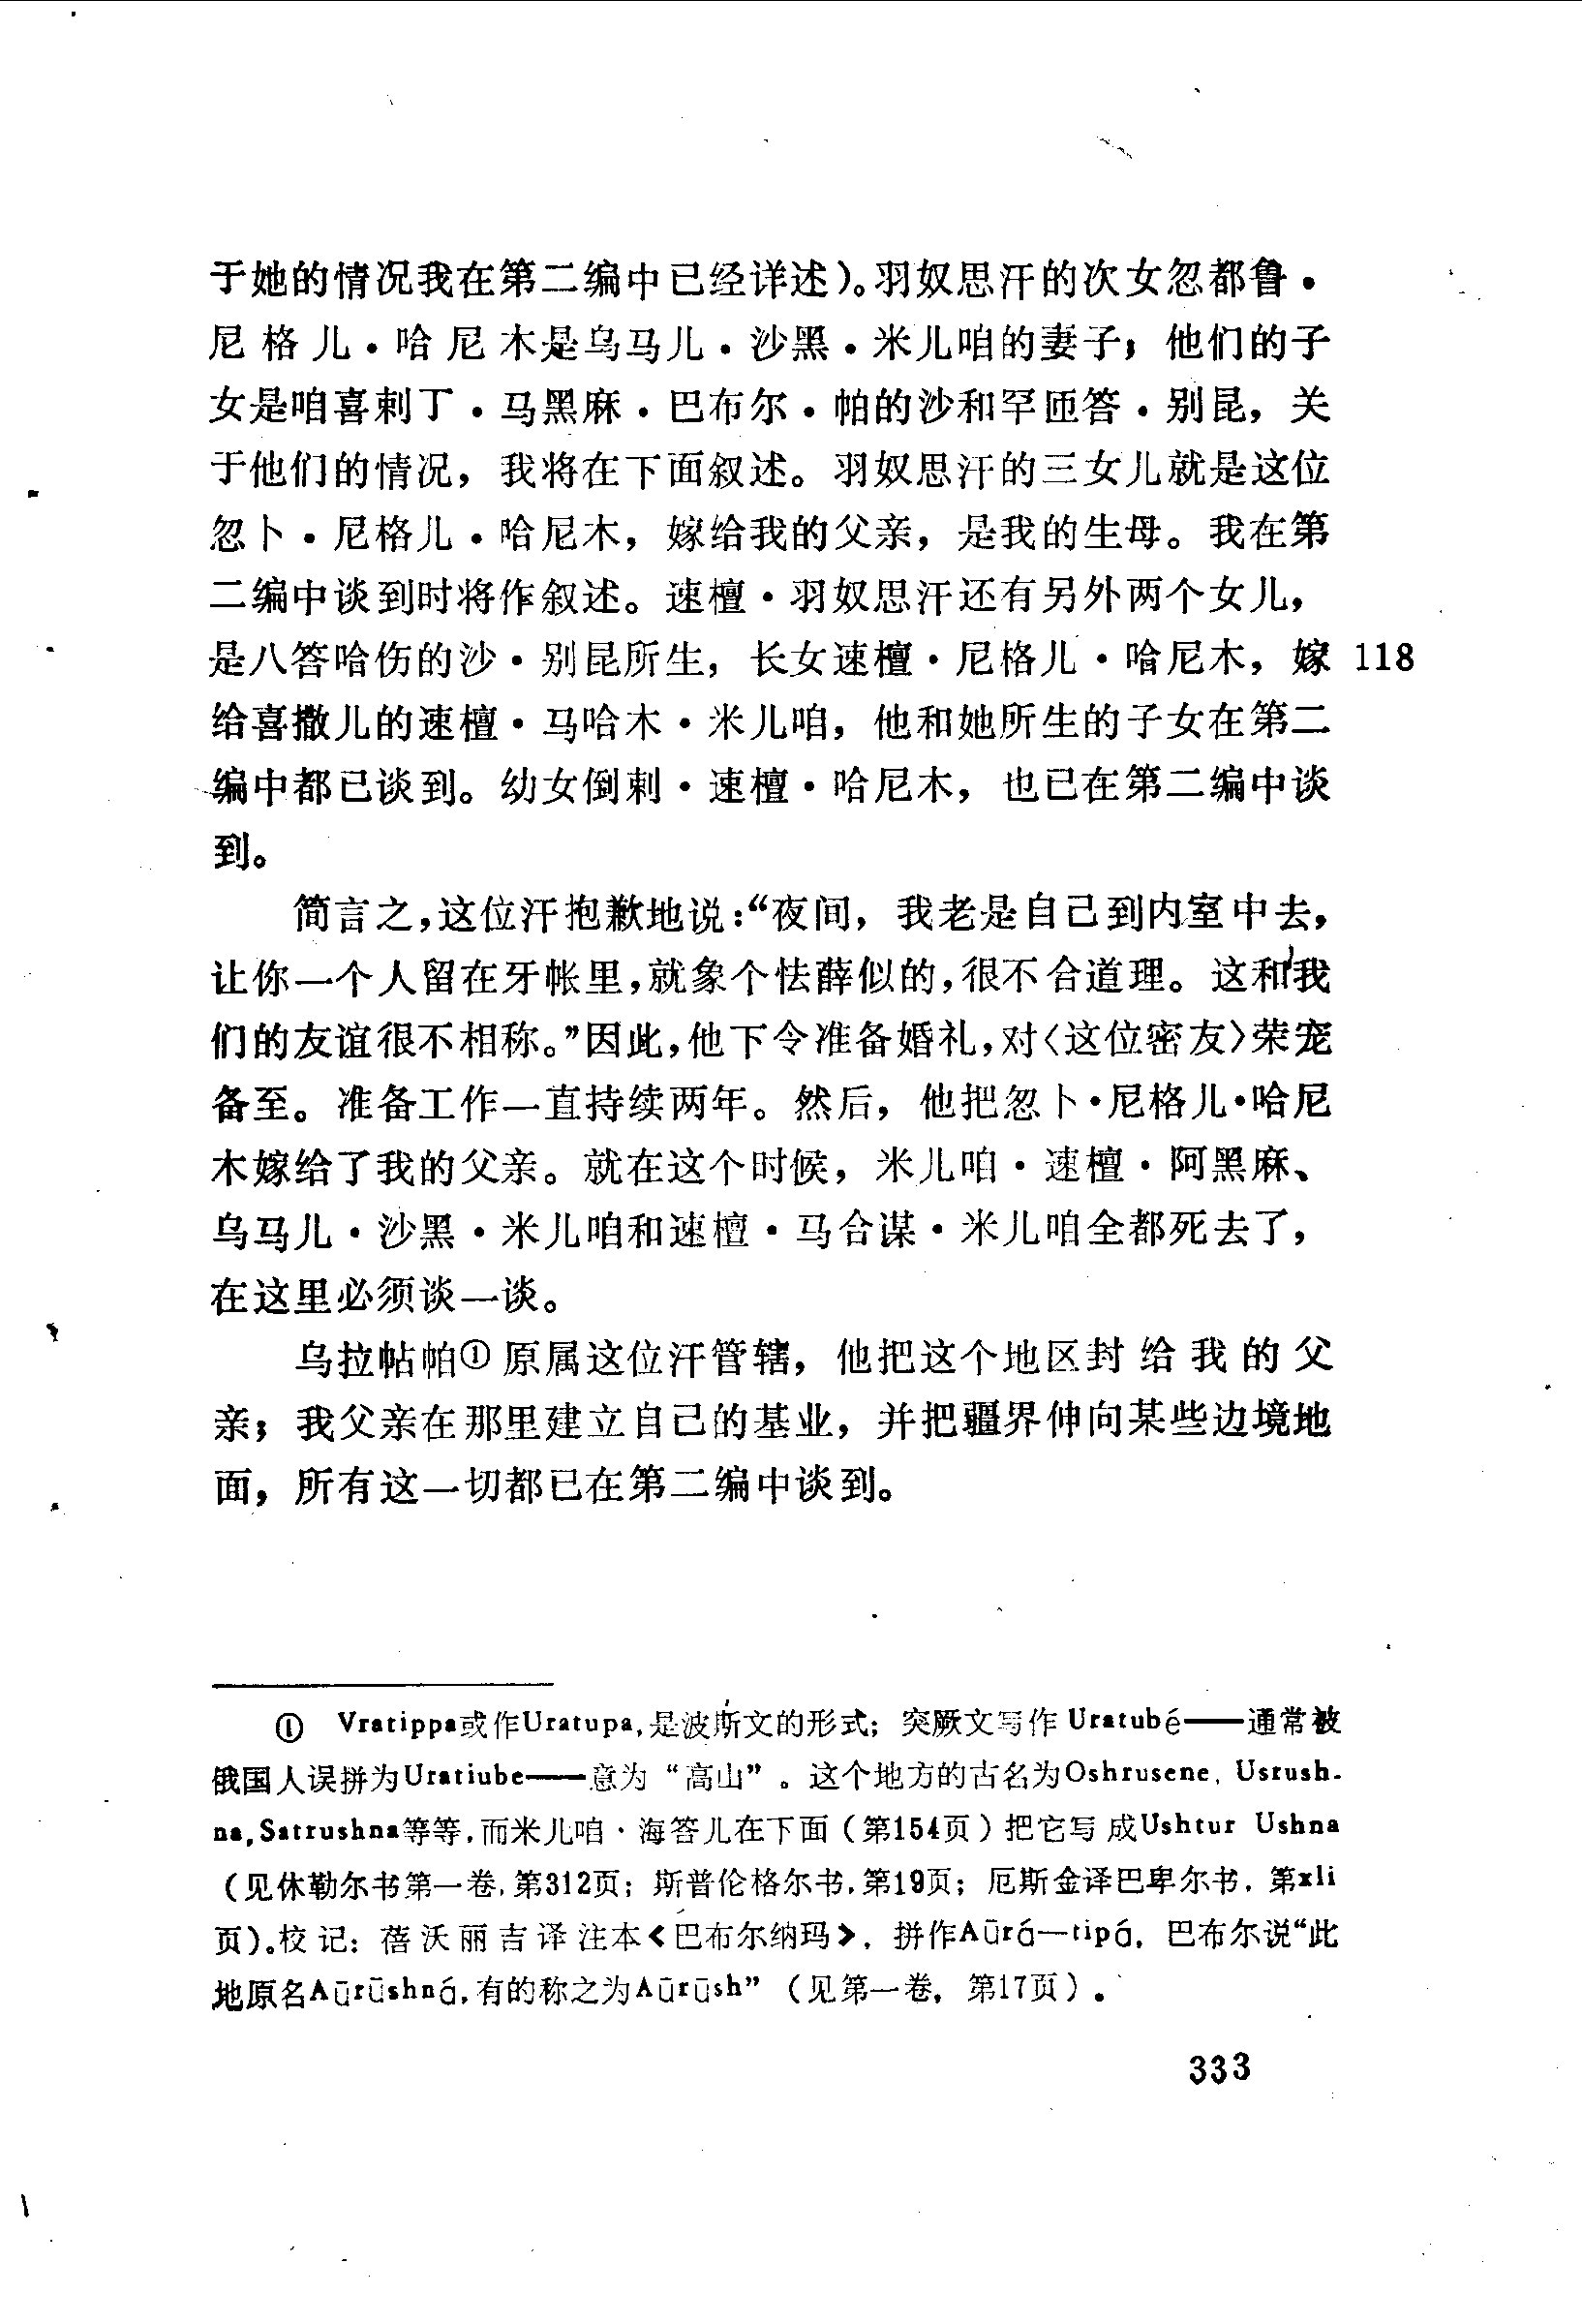 于她的情况我在第二编中已经详述)。羽奴思汗的次女忽都鲁·
尼格儿·哈尼木是乌马儿·沙黑·米儿咱的妻子；他们的子
女是咱喜剌丁·马黑麻·巴布尔·帕的沙和罕匝答·别昆，关
于他们的情况，我将在下面叙述。羽奴思汗的三女儿就是这位
忽卜·尼格儿·哈尼木，嫁给我的父亲，是我的生母。我在第
二编中谈到时将作叙述。速檀·羽奴思汗还有另外两个女儿，
是八答哈伤的沙·别昆所生，长女速檀·尼格儿·哈尼木，嫁 118
给喜撒儿的速檀·马哈木·米儿咱，他和她所生的子女在第二
编中都已谈到。幼女倒剌·速檀·哈尼木，也已在第二编中谈
到。
简言之，这位汗抱歉地说：“夜间，我老是自己到内室中去，
让你一个人留在牙帐里，就象个怯薛似的，很不合道理。这和我
们的友谊很不相称。”因此，他下令准备婚礼，对〈这位密友〉荣宠
备至。准备工作一直持续两年。然后，他把忽卜·尼格儿·哈尼
木嫁给了我的父亲。就在这个时候，米儿咱·速檀·阿黑麻、
乌马儿·沙黑·米儿咱和速檀·马合谋·米儿咱全都死去了，
在这里必须谈一谈。
乌拉帖帕① 原属这位汗管辖，他把这个地区封给我的父
亲；我父亲在那里建立自己的基业，并把疆界伸向某些边境地
面，所有这一切都已在第二编中谈到。
① Vratippa或作Uratupa，是波斯文的形式；突厥文写作 Uratubé——通常被
俄国人误拼为Uratiube——意为“高山”。这个地方的古名为Oshrusene，Usrush-
na，Satrushna等等，而米儿咱·海答儿在下面（第154页）把它写成Ushtur Ushna
（见休勒尔书第一卷，第312页；斯普伦格尔书，第19页；厄斯金译巴卑尔书，第xli
页）。校记：蓓沃丽吉译注本《巴布尔纳玛》，拼作Aūrá—tipá，巴布尔说“此
地原名Aūrūshná，有的称之为Aūrūsh”（见第一卷，第17页）。
333